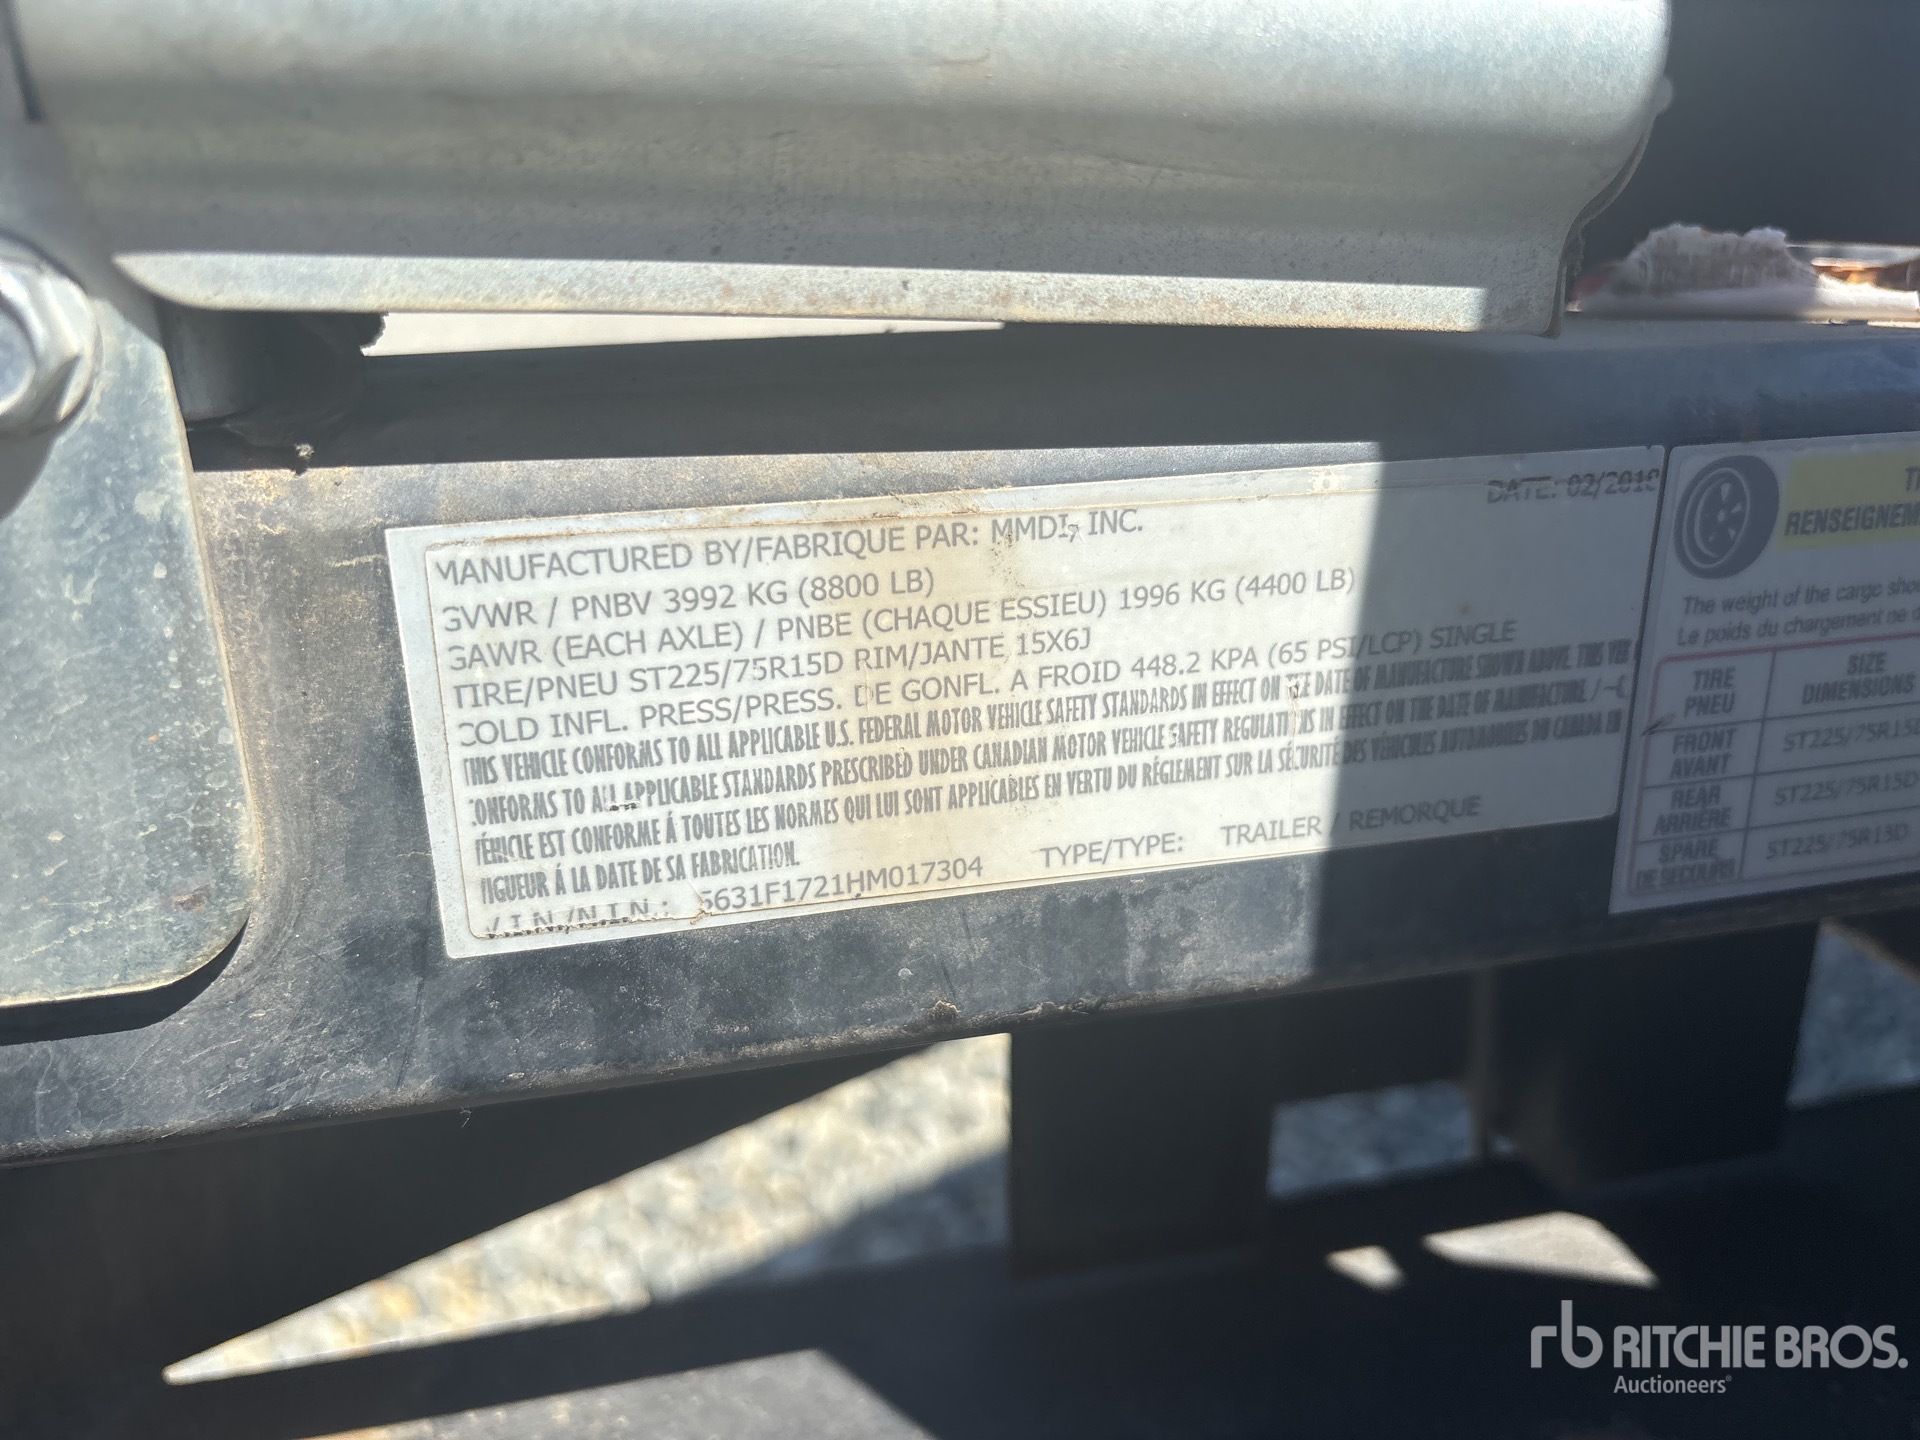 DATE: 02/2018
MANUFACTURED BY/FABRIQUE PAR: MMDI, INC.
GVWR / PNBV 3992 KG (8800 LB)
GAWR (EACH AXLE) / PNBE (CHAQUE ESSIEU) 1996 KG (4400 LB)
TIRE/PNEU ST225/75R15D RIM/JANTE 15X6J
COLD INFL. PRESS/PRESS. DE GONFL. A FROID 448.2 KPA (65 PSI/LCP) SINGLE
THIS VEHICLE CONFORMS TO ALL APPLICABLE U.S. FEDERAL MOTOR VEHICLE SAFETY STANDARDS IN EFFECT ON THE DATE OF MANUFACTURE SHOWN ABOVE. THIS VEH
CONFORMS TO ALL APPLICABLE STANDARDS PRESCRIBED UNDER CANADIAN MOTOR VEHICLE SAFETY REGULATIONS IN EFFECT ON THE DATE OF MANUFACTURE. /
VÉHICLE EST CONFORME Á TOUTES LES NORMES QUI LUI SONT APPLICABLES EN VERTU DU RÉGLEMENT SUR LA SÉCURITÉ DES VÉHICULES AUTOMOBILES DU CANADA EN
VIGUEUR Á LA DATE DE SA FABRICATION.
V.I.N./N.I.N.: 5631F1721HM017304 TYPE/TYPE: TRAILER / REMORQUE
RENSEIGNEM
The weight of the cargo shou
Le poids du chargement ne d
TIRE PNEU SIZE DIMENSIONS
FRONT AVANT ST225/75R15D
REAR ARRIÈRE ST225/75R15D
SPARE DE SECOURS ST225/75R15D
rb RITCHIE BROS.
Auctioneers